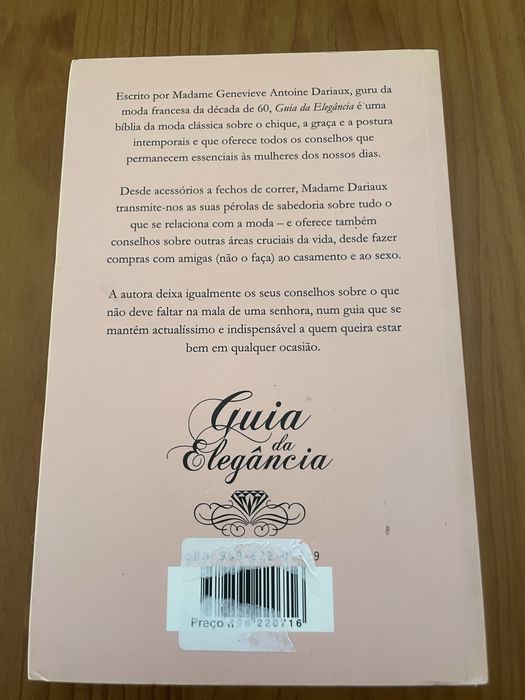 Escrito por Madame Genevieve Antoine Dariaux, guru da
moda francesa da década de 60, Guia da Elegância é uma
bíblia da moda clássica sobre o chique, a graça e a postura
intemporais e que oferece todos os conselhos que
permanecem essenciais às mulheres dos nossos dias.
Desde acessórios a fechos de correr, Madame Dariaux
transmite-nos as suas pérolas de sabedoria sobre tudo o
que se relaciona com a moda – e oferece também
conselhos sobre outras áreas cruciais da vida, desde fazer
compras com amigas (não o faça) ao casamento e ao sexo.
A autora deixa igualmente os seus conselhos sobre o que
não deve faltar na mala de uma senhora, num guia que se
mantém actualíssimo e indispensável a quem queira estar
bem em qualquer ocasião.
Guia
da
Elegância
Preço